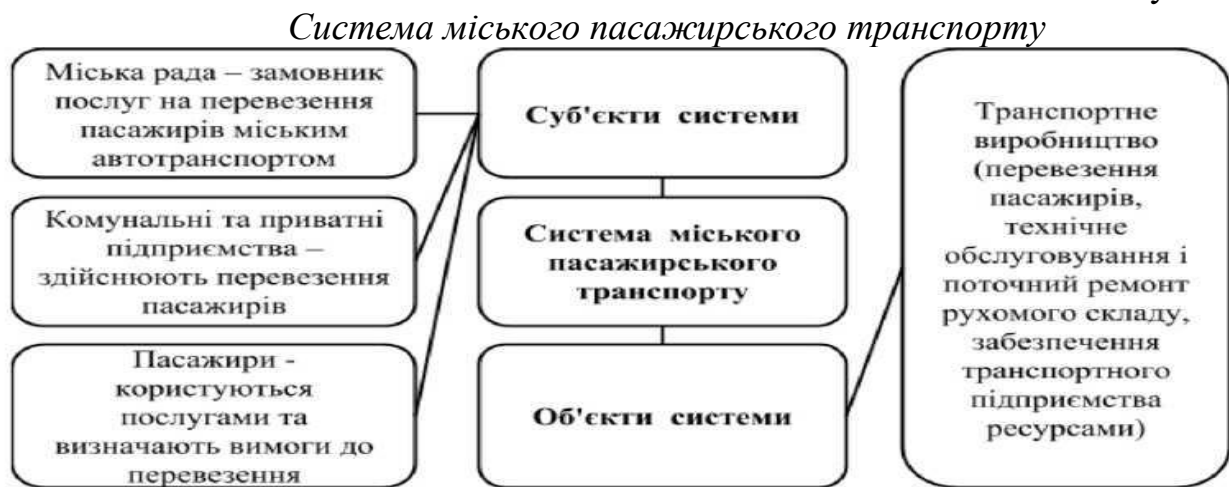 у
Система міського пасажирського транспорту
Міська рада – замовник
послуг на перевезення
пасажирів міським
автотранспортом
Комунальні та приватні
підприємства –
здійснюють перевезення
пасажирів
Пасажири -
користуються
послугами та
визначають вимоги до
перевезення
Суб'єкти системи
Система міського
пасажирського
транспорту
Об'єкти системи
Транспортне
виробництво
(перевезення
пасажирів,
технічне
обслуговування і
поточний ремонт
рухомого складу,
забезпечення
транспортного
підприємства
ресурсами)